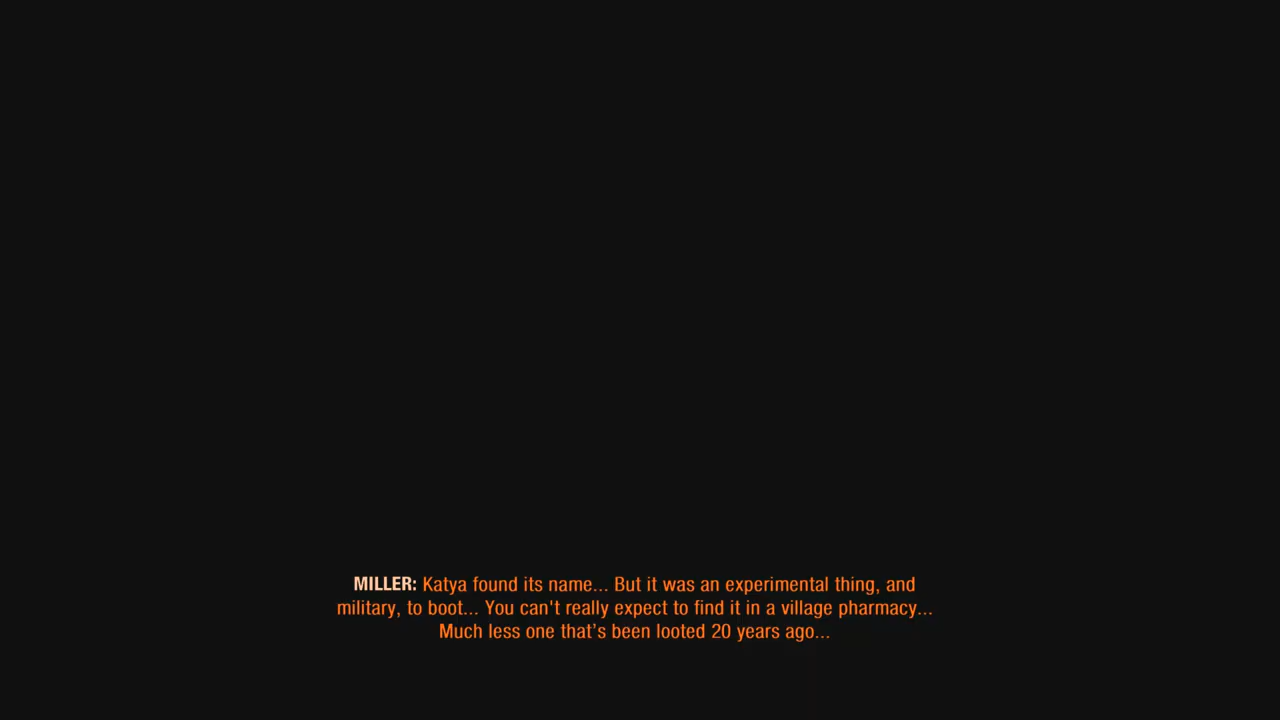 MILLER: Katya found its name... But it was an experimental thing, and
military, to boot... You can't really expect to find it in a village pharmacy...
Much less one that’s been looted 20 years ago...